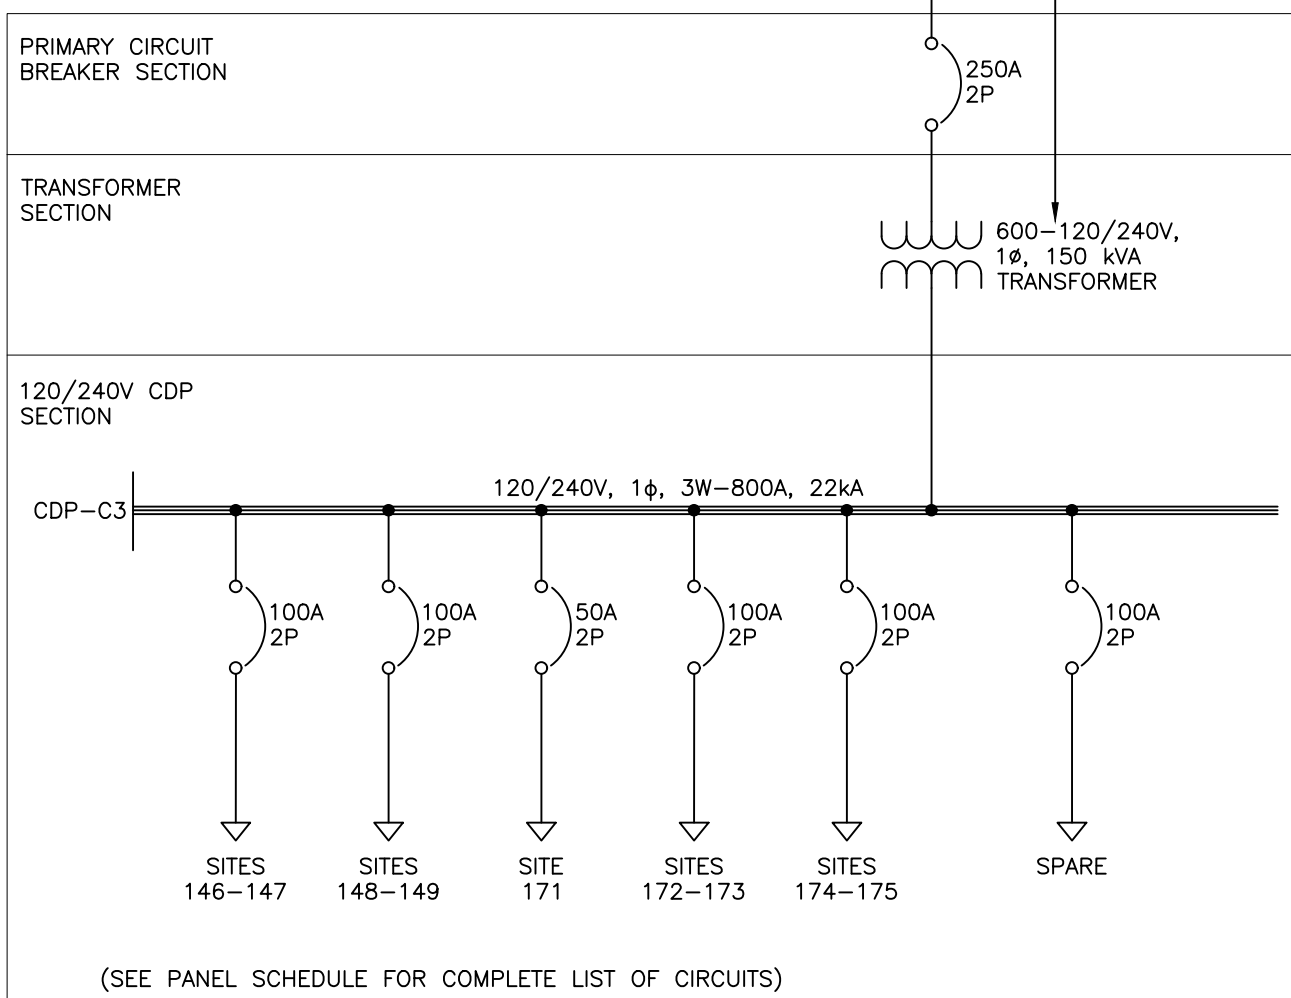 PRIMARY CIRCUIT
BREAKER SECTION
250A
2P
TRANSFORMER
SECTION
600-120/240V,
1ø, 150 kVA
TRANSFORMER
120/240V CDP
SECTION
120/240V, 1ϕ, 3W-800A, 22kA
CDP-C3
100A
2P
100A
2P
50A
2P
100A
2P
100A
2P
100A
2P
SITES
146-147
SITES
148-149
SITE
171
SITES
172-173
SITES
174-175
SPARE
(SEE PANEL SCHEDULE FOR COMPLETE LIST OF CIRCUITS)